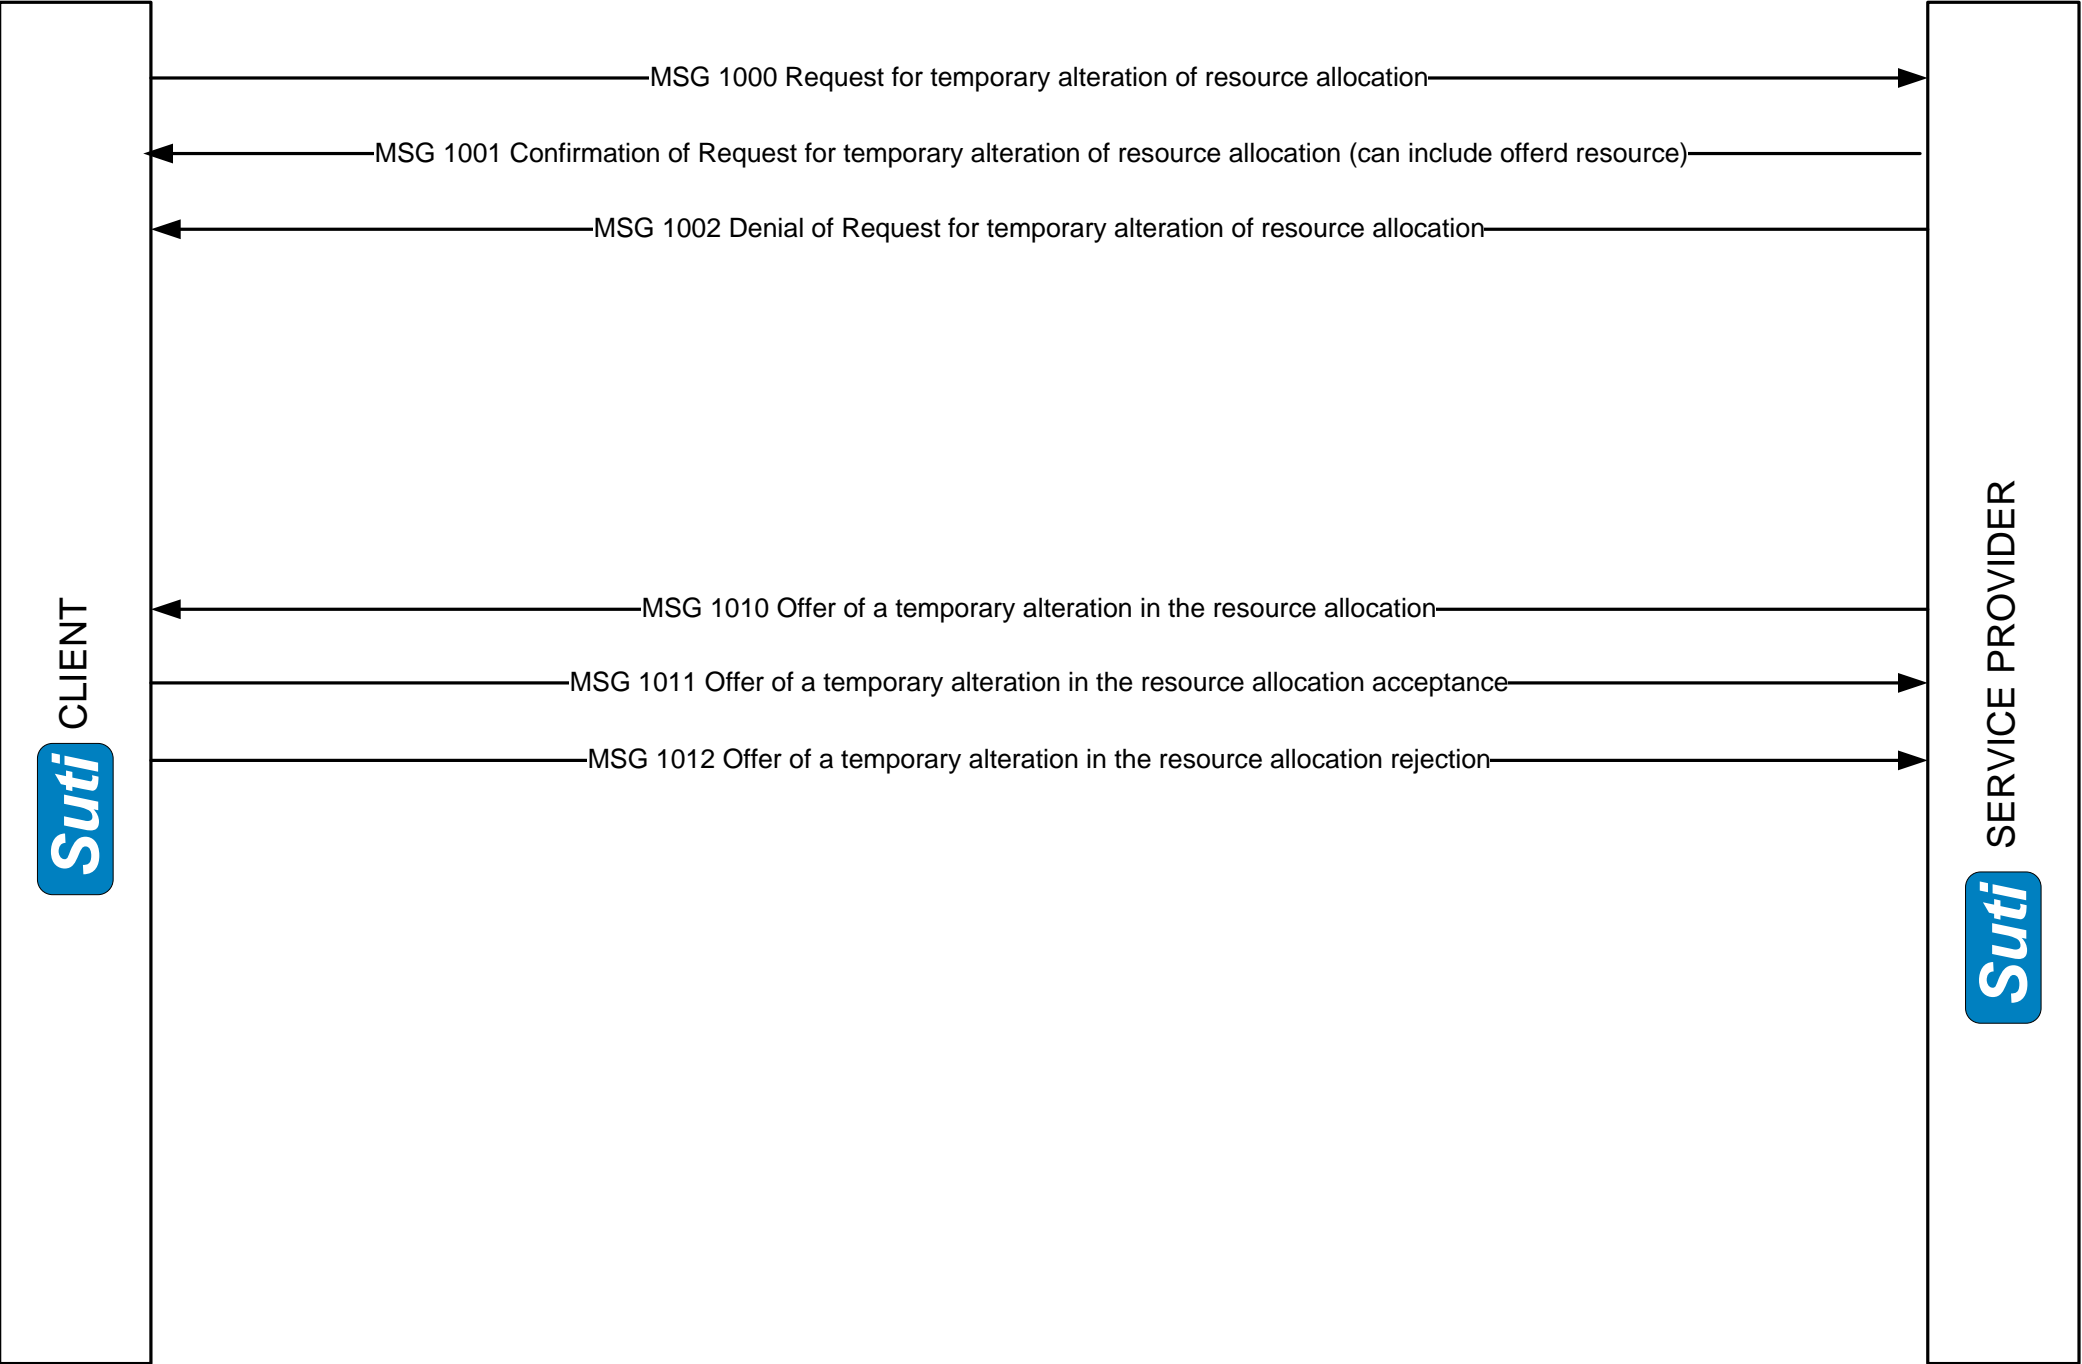 MSG 1000 Request for temporary alteration of resource allocation
MSG 1001 Confirmation of Request for temporary alteration of resource allocation (can include offerd resource)
MSG 1002 Denial of Request for temporary alteration of resource allocation
MSG 1010 Offer of a temporary alteration in the resource allocation
MSG 1011 Offer of a temporary alteration in the resource allocation acceptance
MSG 1012 Offer of a temporary alteration in the resource allocation rejection
Suti CLIENT
Suti SERVICE PROVIDER